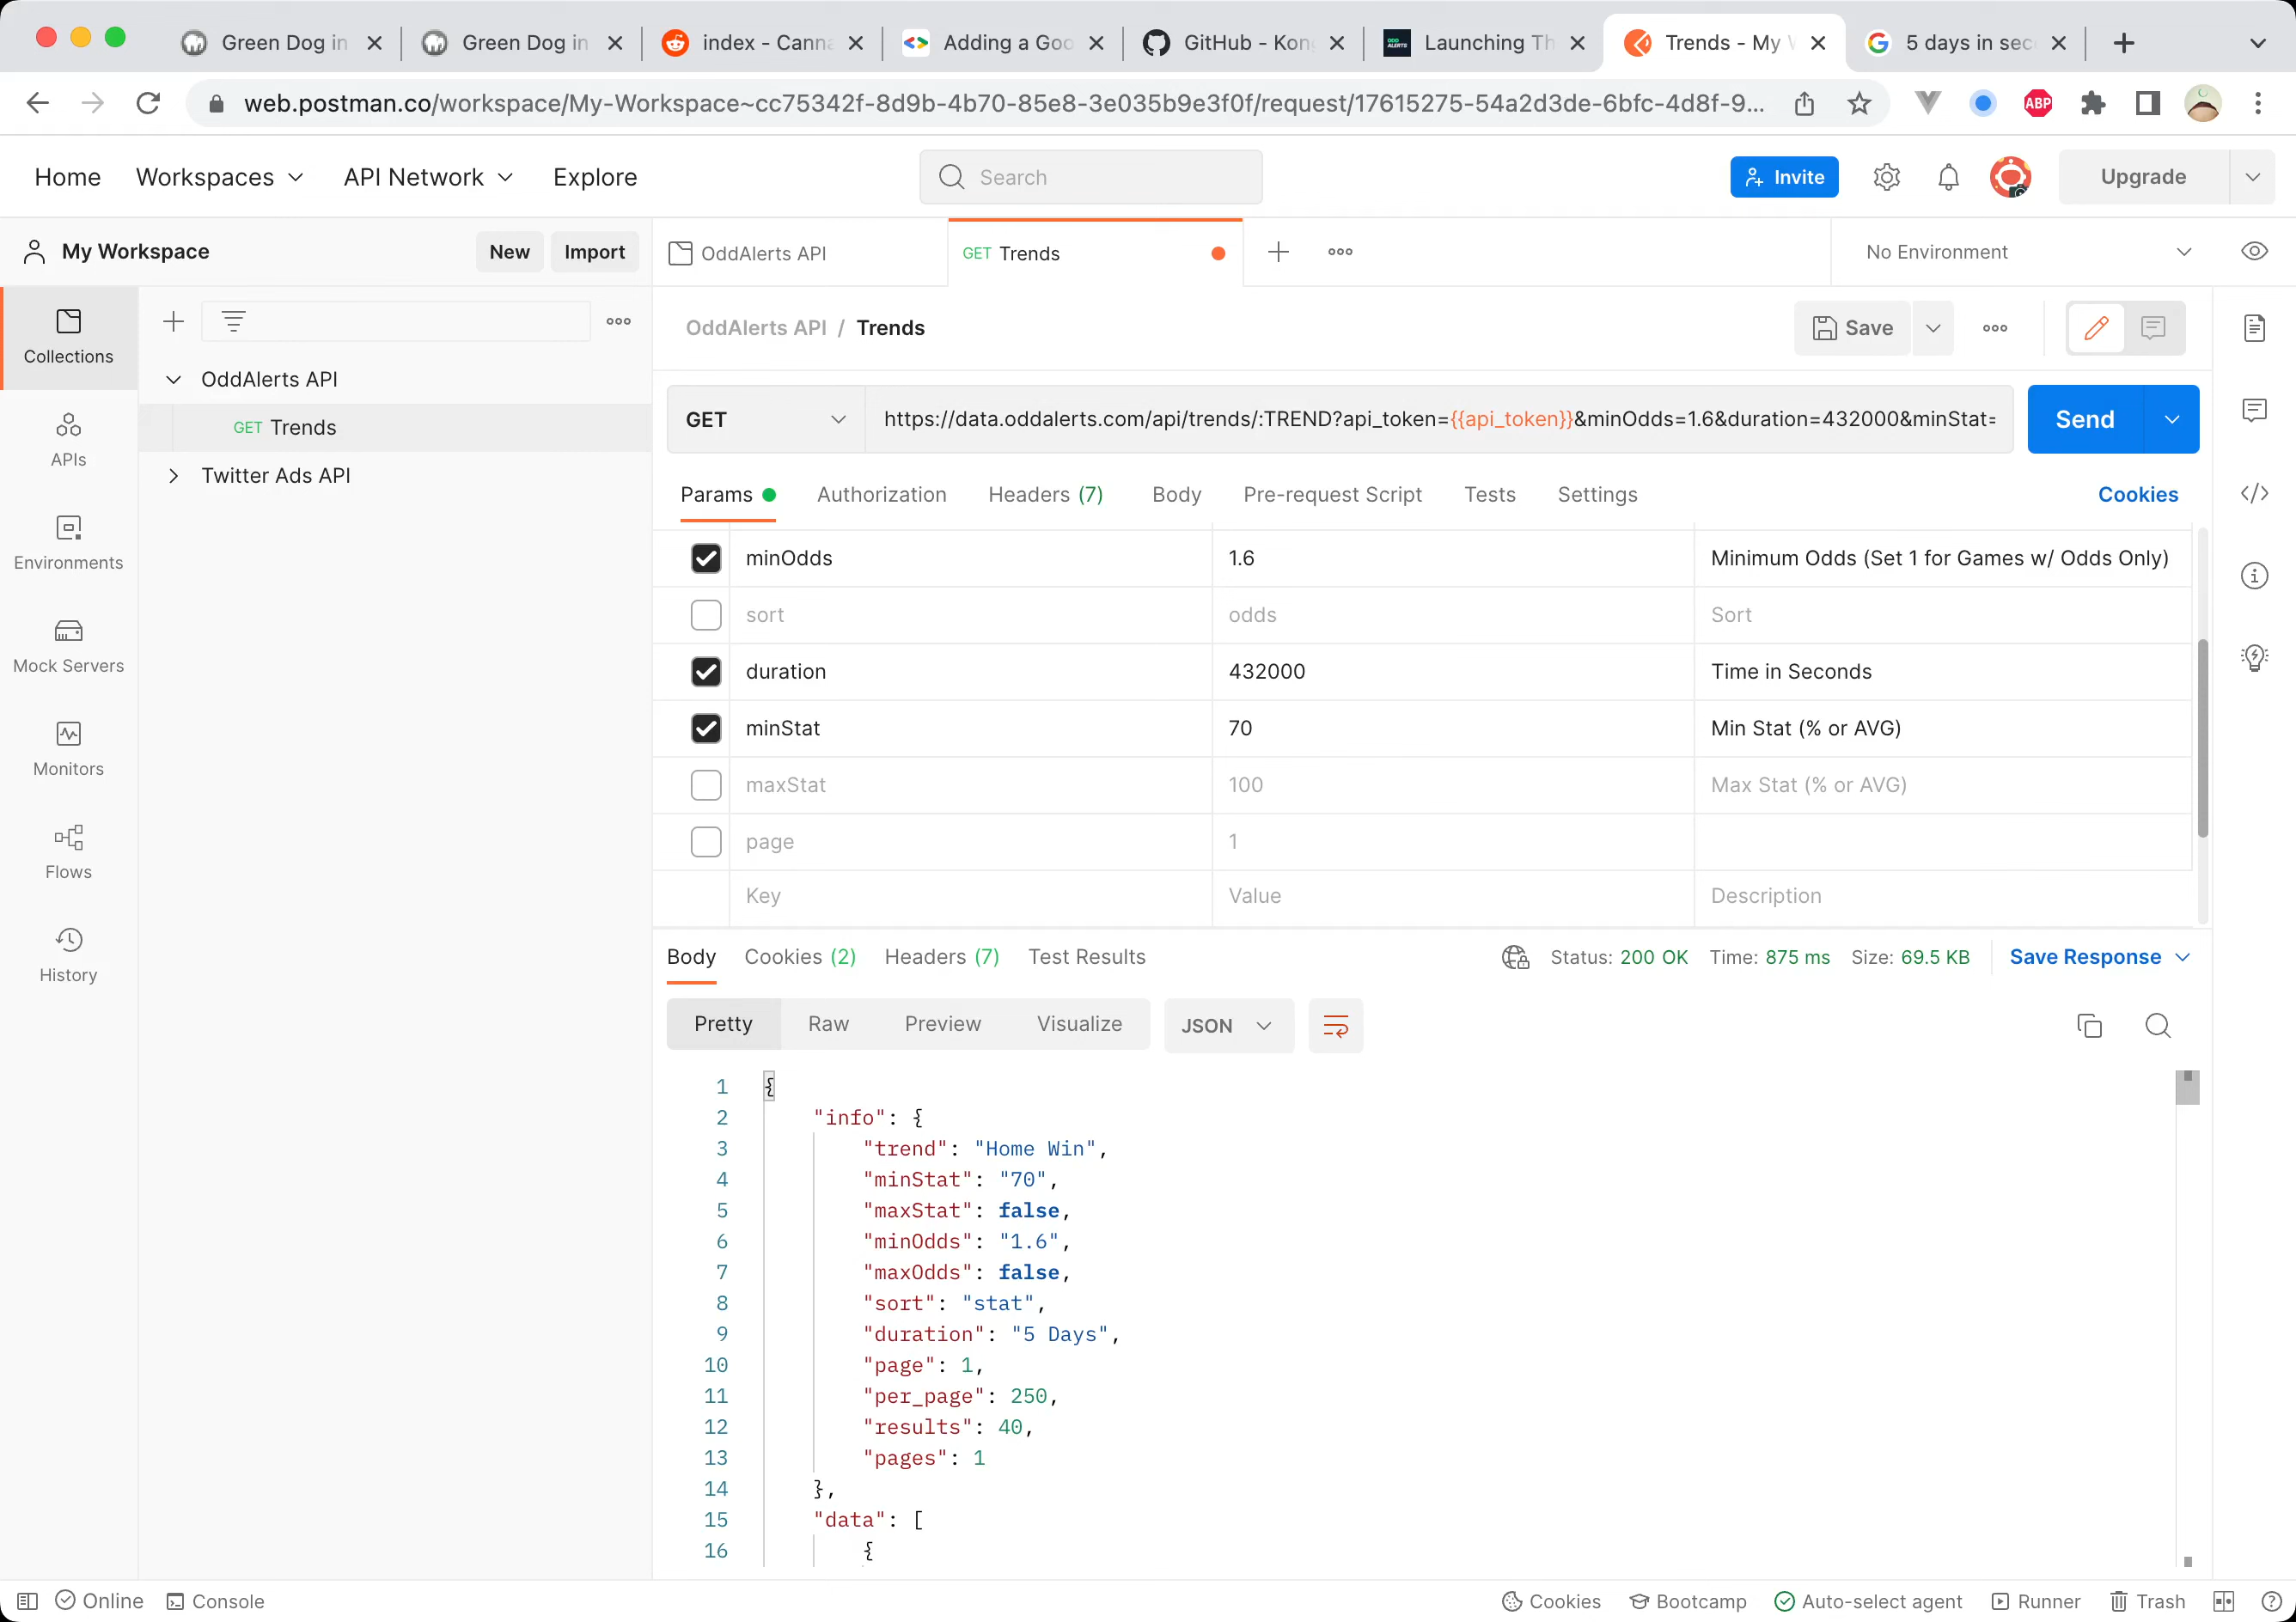 Green Dog in
Green Dog in
index - Canna
Adding a Goo
GitHub - Kon
Launching Th
Trends - My W
5 days in sec
web.postman.co/workspace/My-Workspace~cc75342f-8d9b-4b70-85e8-3e035b9e3f0f/request/17615275-54a2d3de-6bfc-4d8f-9...
ABP
Home Workspaces API Network Explore
Search
Invite
Upgrade
My Workspace
New Import
OddAlerts API
GET Trends
No Environment
Collections
APIs
Environments
Mock Servers
Monitors
Flows
History
OddAlerts API
GET Trends
Twitter Ads API
OddAlerts API / Trends
Save
GET https://data.oddalerts.com/api/trends/:TREND?api_token={{api_token}}&minOdds=1.6&duration=432000&minStat=
Send
Params Authorization Headers (7) Body Pre-request Script Tests Settings Cookies
minOdds 1.6 Minimum Odds (Set 1 for Games w/ Odds Only)
sort odds Sort
duration 432000 Time in Seconds
minStat 70 Min Stat (% or AVG)
maxStat 100 Max Stat (% or AVG)
page 1
Key Value Description
Body Cookies (2) Headers (7) Test Results Status: 200 OK Time: 875 ms Size: 69.5 KB Save Response
Pretty Raw Preview Visualize JSON
1 {
2 "info": {
3 "trend": "Home Win",
4 "minStat": "70",
5 "maxStat": false,
6 "minOdds": "1.6",
7 "maxOdds": false,
8 "sort": "stat",
9 "duration": "5 Days",
10 "page": 1,
11 "per_page": 250,
12 "results": 40,
13 "pages": 1
14 },
15 "data": [
16 {
Online Console Cookies Bootcamp Auto-select agent Runner Trash